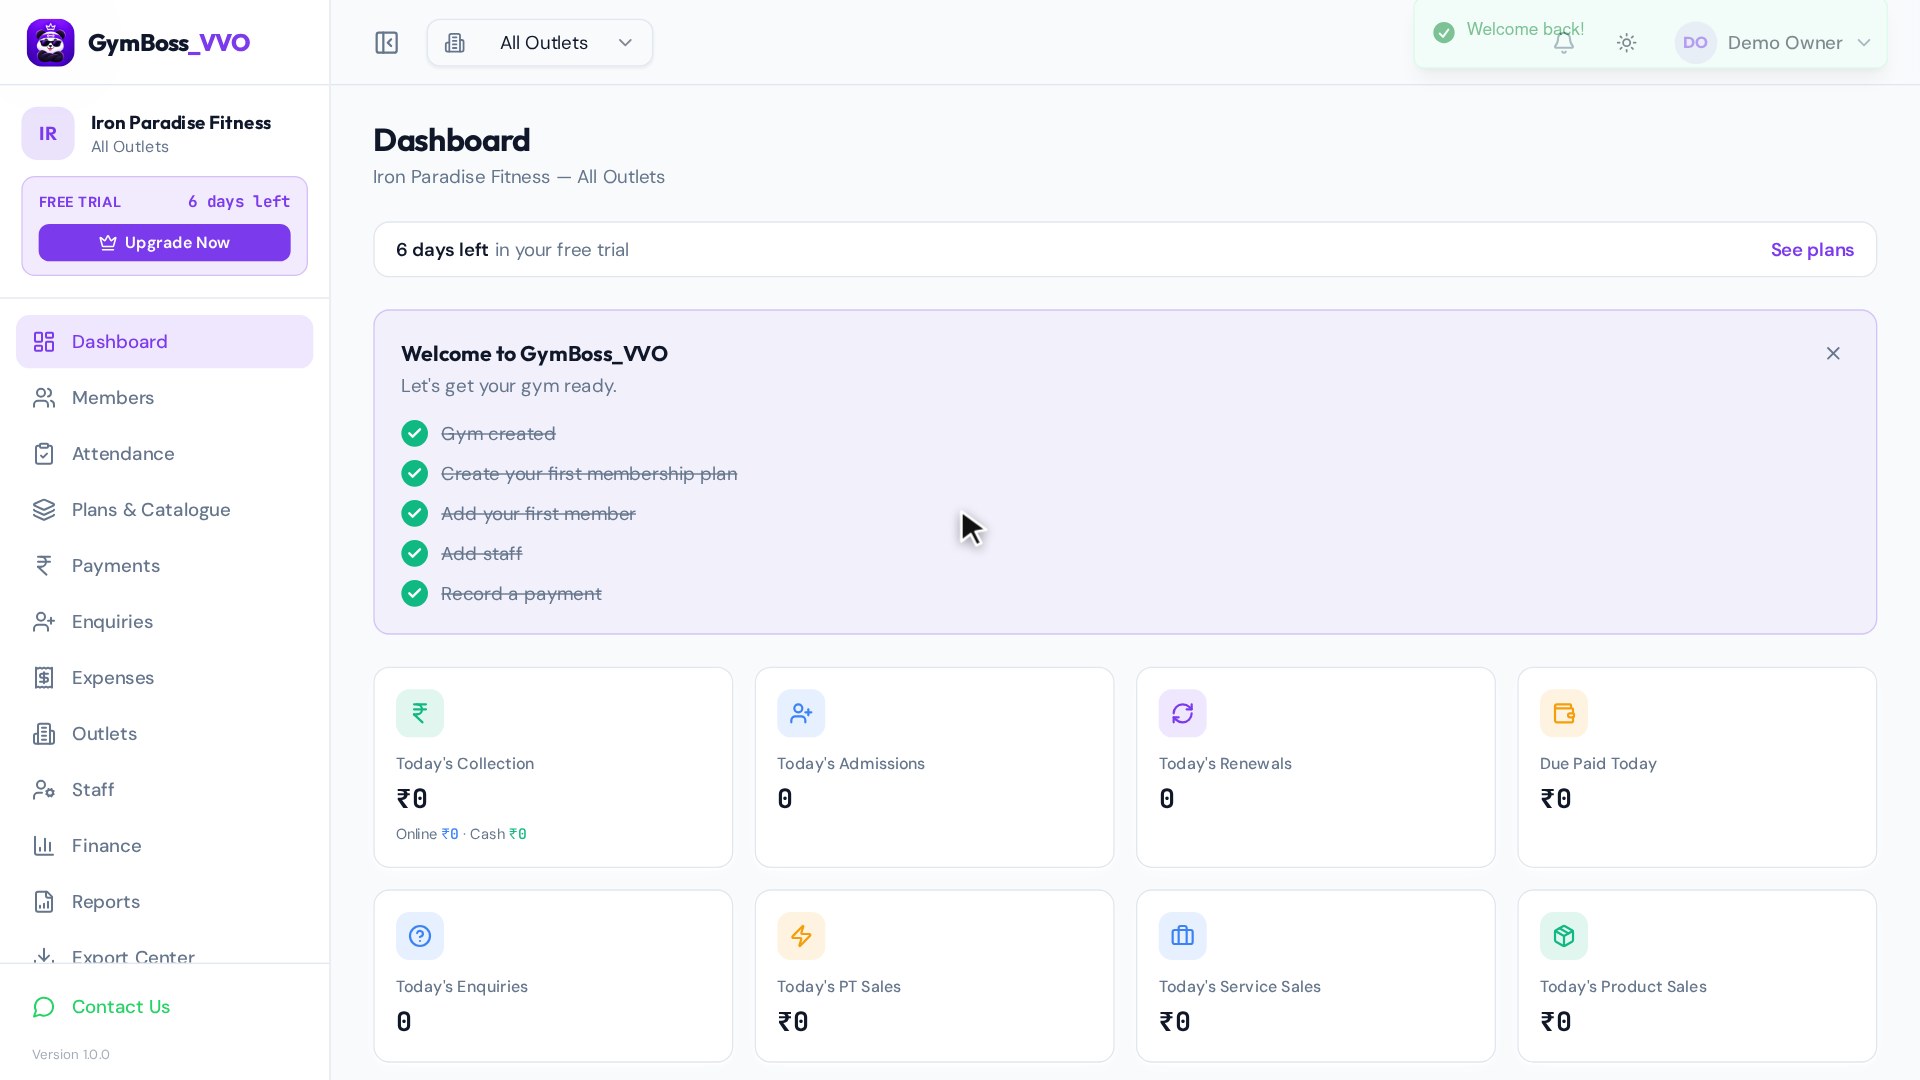 GymBoss_VVO
All Outlets
Welcome back!
DO
Demo Owner
IR
Iron Paradise Fitness
All Outlets
FREE TRIAL
6 days left
Upgrade Now
Dashboard
Members
Attendance
Plans & Catalogue
Payments
Enquiries
Expenses
Outlets
Staff
Finance
Reports
Export Center
Contact Us
Version 1.0.0
Dashboard
Iron Paradise Fitness — All Outlets
6 days left in your free trial
See plans
Welcome to GymBoss_VVO
Let's get your gym ready.
Gym created
Create your first membership plan
Add your first member
Add staff
Record a payment
Today's Collection
₹0
Online ₹0 · Cash ₹0
Today's Admissions
0
Today's Renewals
0
Due Paid Today
₹0
Today's Enquiries
0
Today's PT Sales
₹0
Today's Service Sales
₹0
Today's Product Sales
₹0